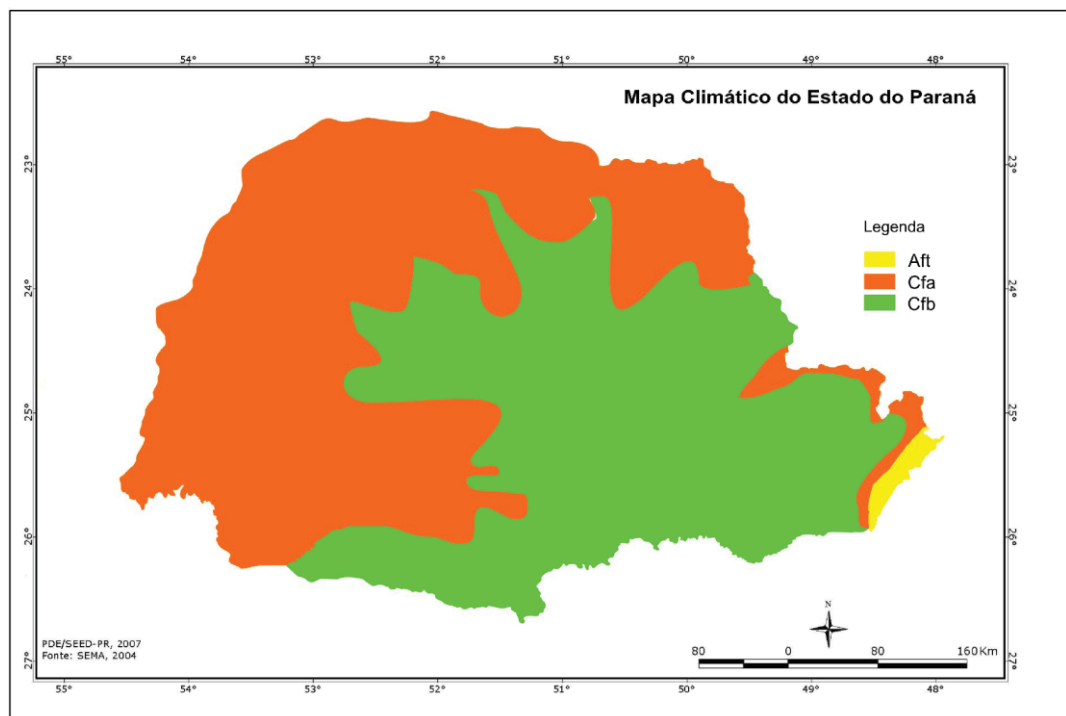 55° 54° 53° 52° 51° 50° 49° 48°
Mapa Climático do Estado do Paraná
23° 23°
Legenda
Aft
24° Cfa 24°
Cfb
25° 25°
26° 26°
N
PDE/SEED-PR, 2007
Fonte: SEMA, 2004
80 0 80 160 Km
27° 27°
55° 54° 53° 52° 51° 50° 49° 48°